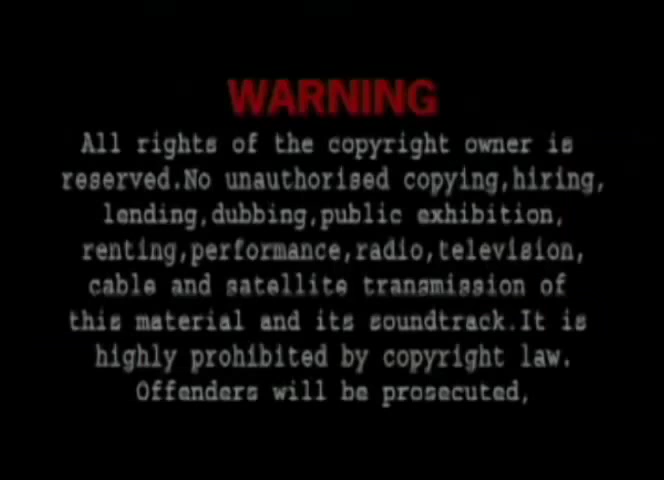 WARNING
All rights of the copyright owner is
reserved.No unauthorised copying,hiring,
lending,dubbing,public exhibition,
renting,performance,radio,television,
cable and satellite transmission of
this material and its soundtrack.It is
highly prohibited by copyright law.
Offenders will be prosecuted,